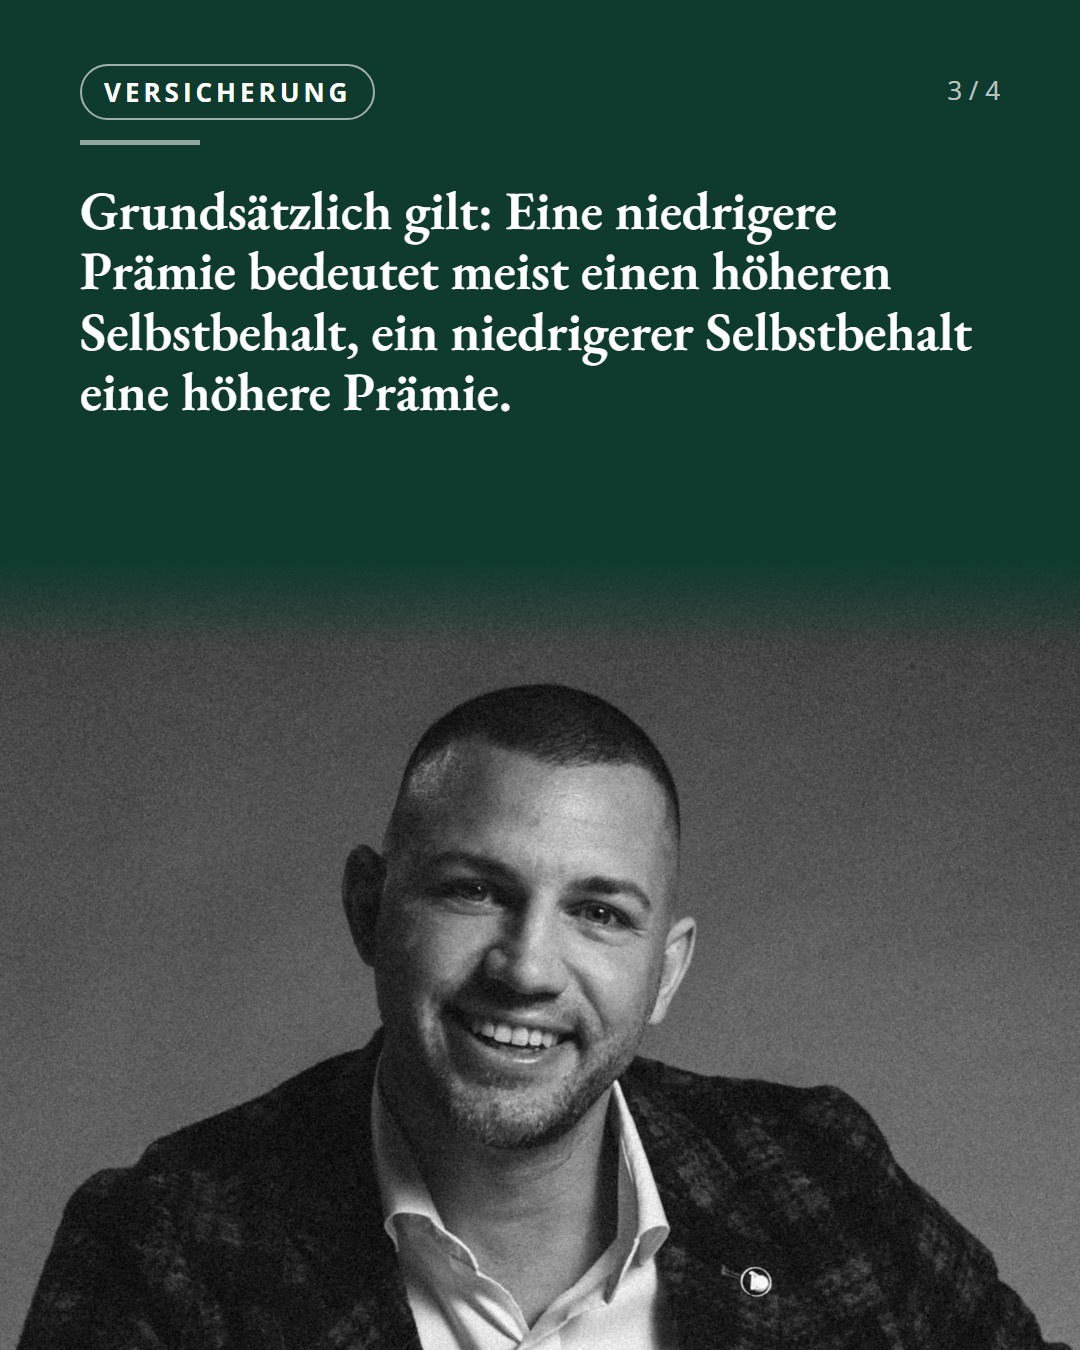 VERSICHERUNG
3 / 4
Grundsätzlich gilt: Eine niedrigere
Prämie bedeutet meist einen höheren
Selbstbehalt, ein niedrigerer Selbstbehalt
eine höhere Prämie.